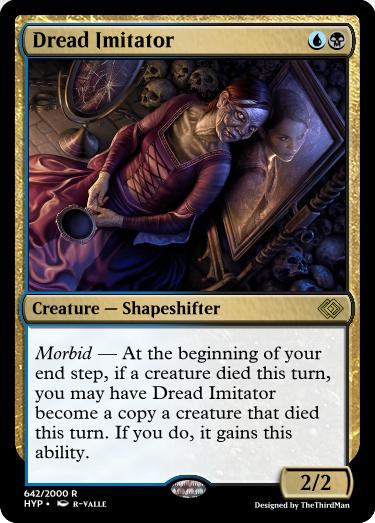 Dread Imitator
Creature — Shapeshifter
Morbid — At the beginning of your
end step, if a creature died this turn,
you may have Dread Imitator
become a copy a creature that died
this turn. If you do, it gains this
ability.
2/2
642/2000 R
HYP • R-VALLE
Designed by TheThirdMan